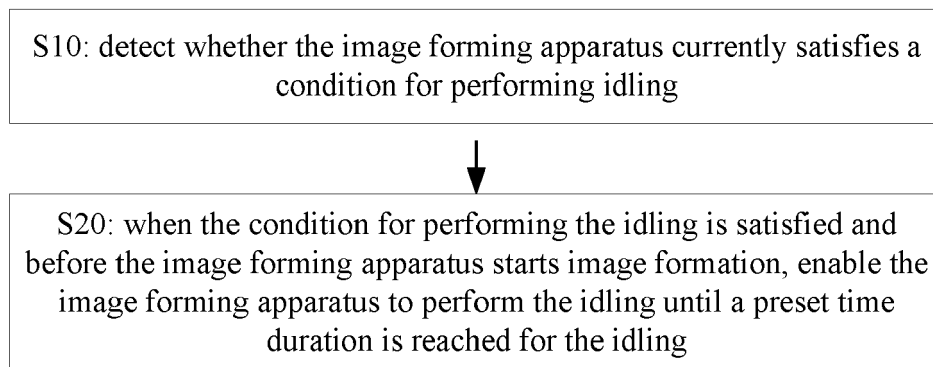 S10: detect whether the image forming apparatus currently satisfies a
condition for performing idling
S20: when the condition for performing the idling is satisfied and
before the image forming apparatus starts image formation, enable the
image forming apparatus to perform the idling until a preset time
duration is reached for the idling